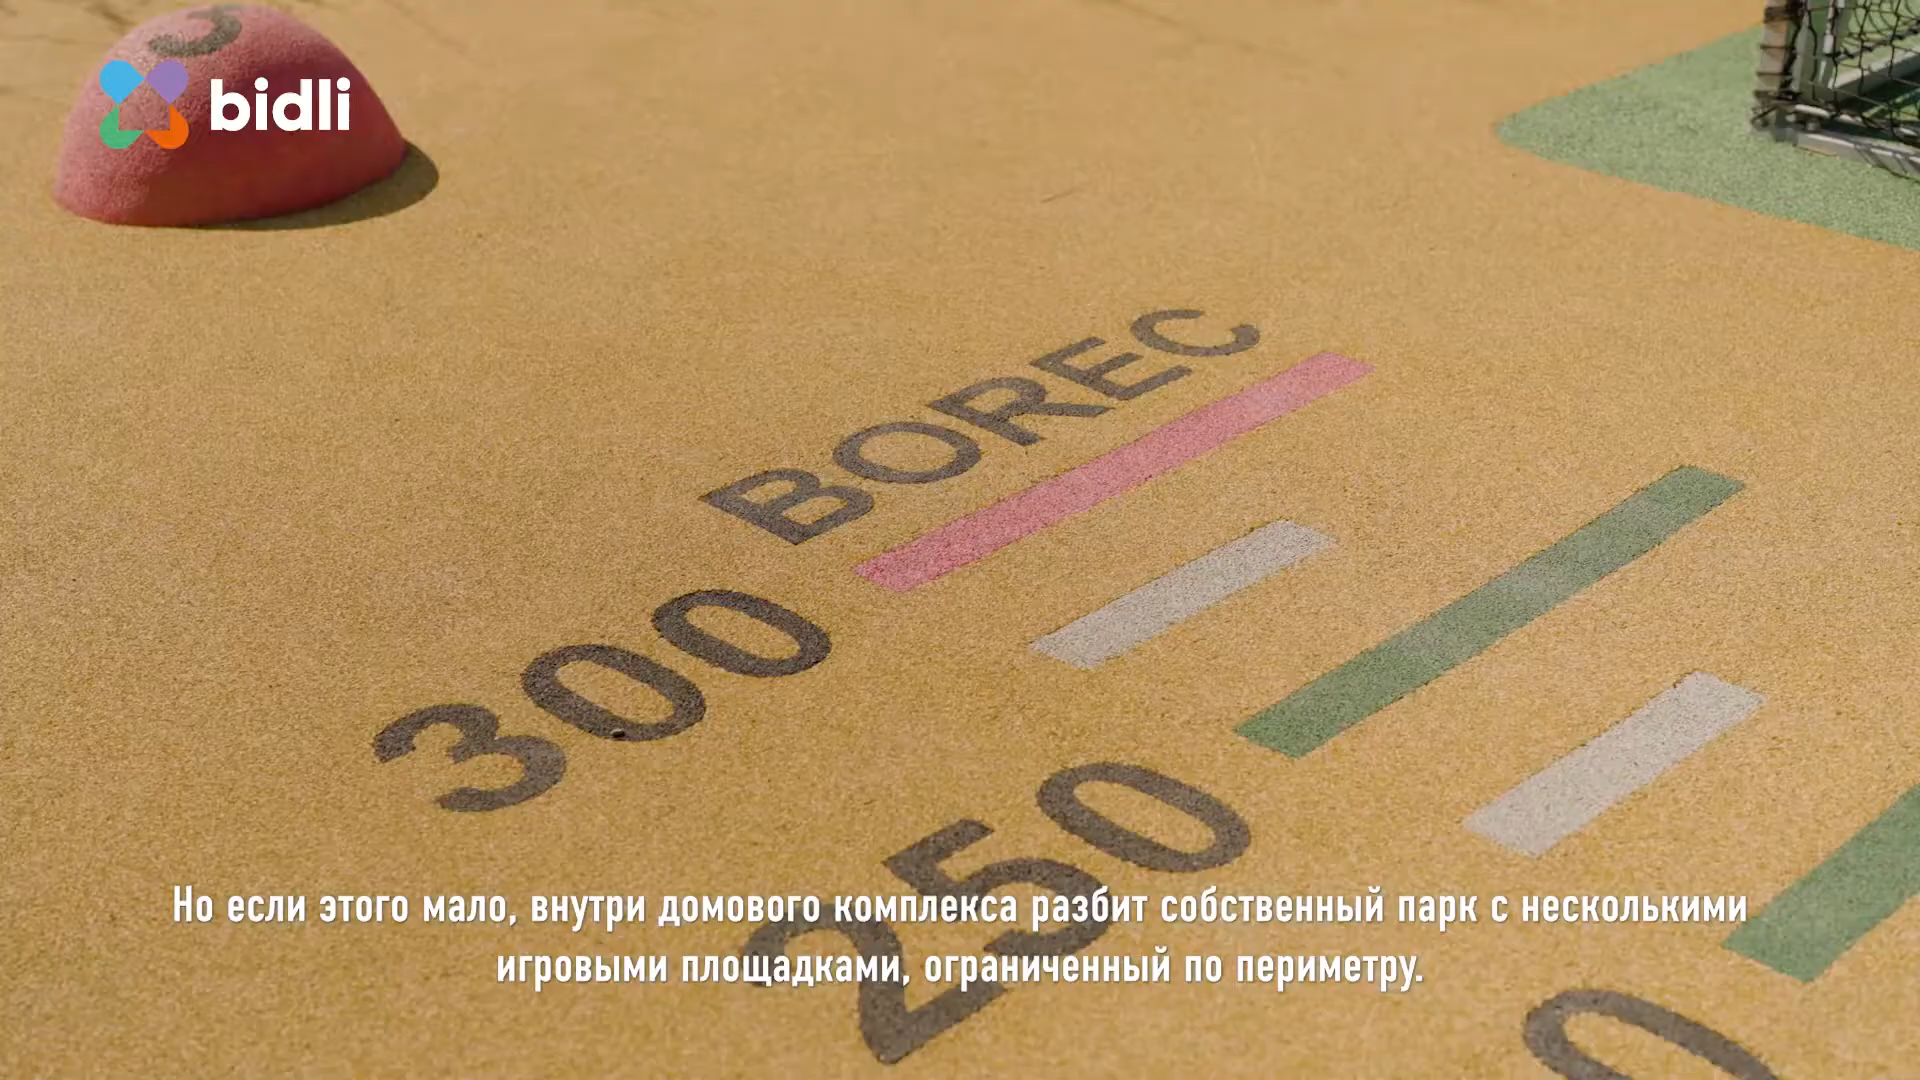 bidli
BOREC
300
250
0
Но если этого мало, внутри домового комплекса разбит собственный парк с несколькими
игровыми площадками, ограниченный по периметру.